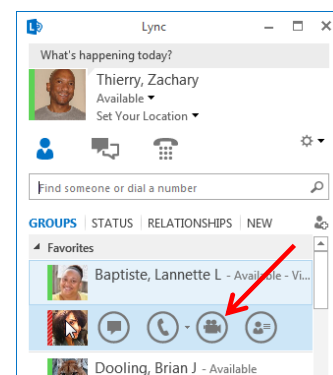 Lync
What's happening today?
Thierry, Zachary
Available
Set Your Location
Find someone or dial a number
GROUPS STATUS RELATIONSHIPS NEW
Favorites
Baptiste, Lannette L - Available - Vi...
Dooling, Brian J - Available